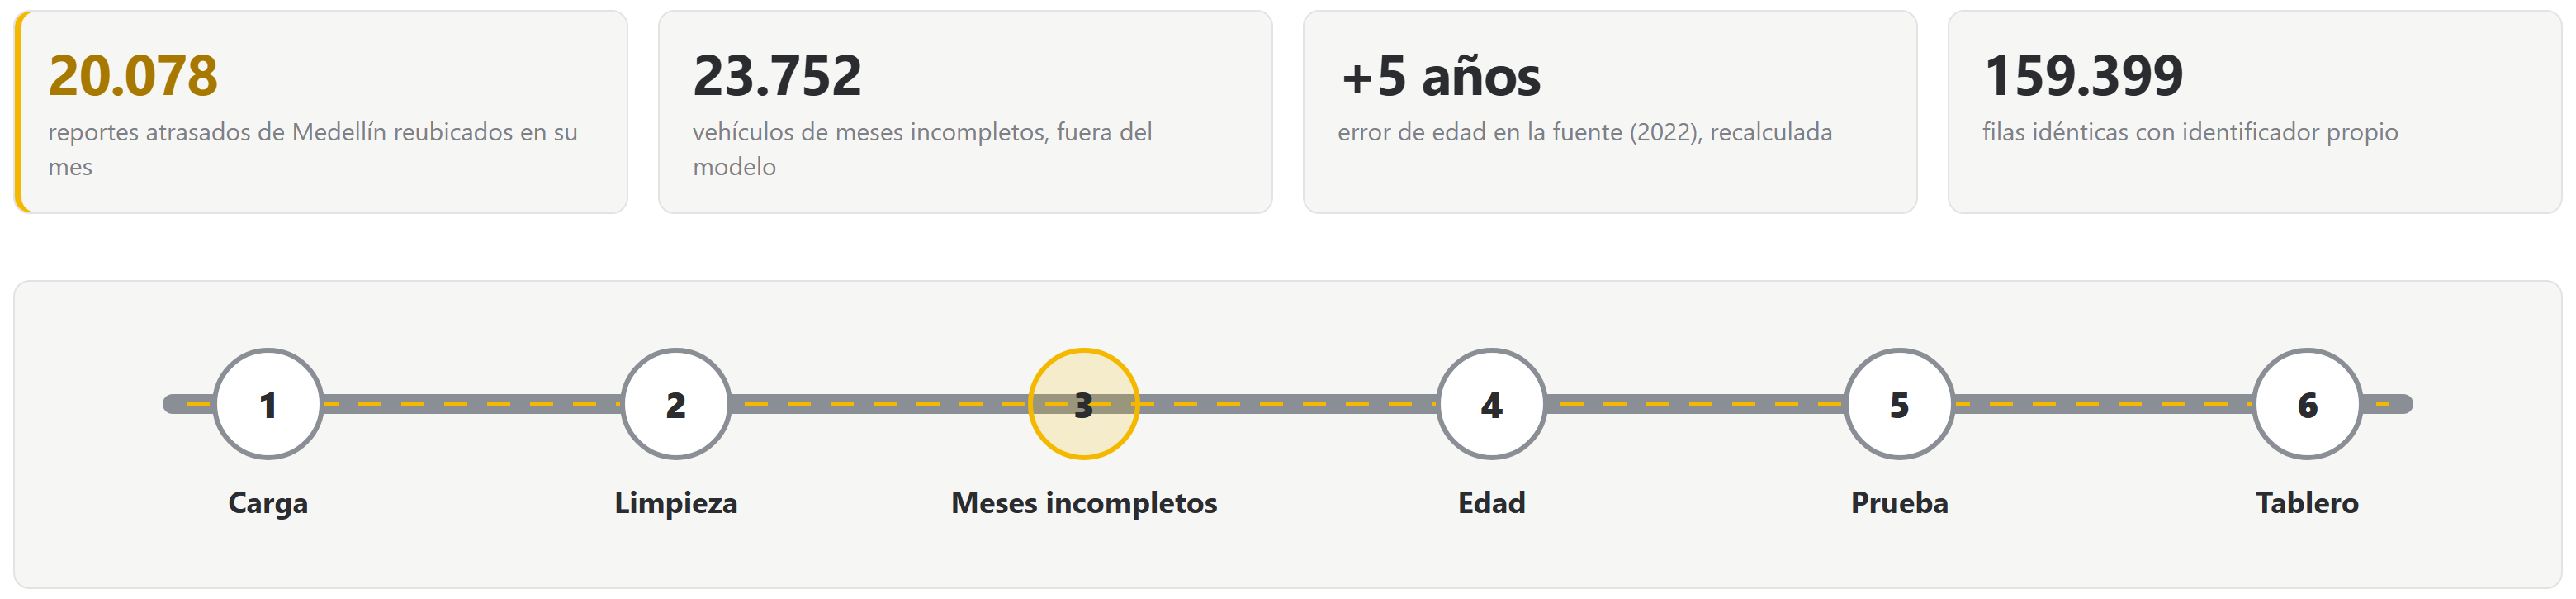 20.078
reportes atrasados de Medellín reubicados en su
mes
23.752
vehículos de meses incompletos, fuera del
modelo
+5 años
error de edad en la fuente (2022), recalculada
159.399
filas idénticas con identificador propio
1
2
3
4
5
6
Carga
Limpieza
Meses incompletos
Edad
Prueba
Tablero